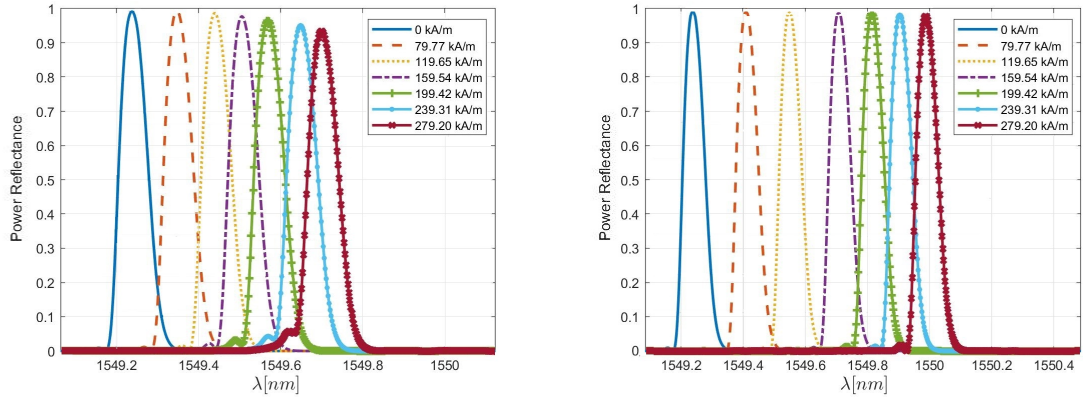 1
0.9
0.8
0.7
0.6
0.5
0.4
0.3
0.2
0.1
0
Power Reflectance
0 kA/m
79.77 kA/m
119.65 kA/m
159.54 kA/m
199.42 kA/m
239.31 kA/m
279.20 kA/m
1549.2 1549.4 1549.6 1549.8 1550
λ[nm]
1
0.9
0.8
0.7
0.6
0.5
0.4
0.3
0.2
0.1
0
Power Reflectance
0 kA/m
79.77 kA/m
119.65 kA/m
159.54 kA/m
199.42 kA/m
239.31 kA/m
279.20 kA/m
1549.2 1549.4 1549.6 1549.8 1550 1550.2 1550.4
λ[nm]